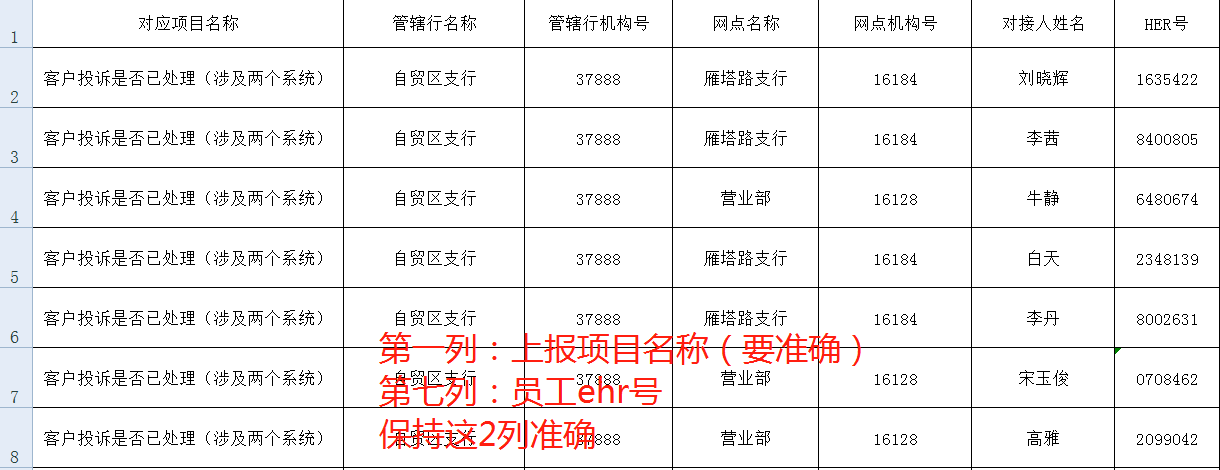 1 对应项目名称 管辖行名称 管辖行机构号 网点名称 网点机构号 对接人姓名 HER号
2 客户投诉是否已处理（涉及两个系统） 自贸区支行 37888 雁塔路支行 16184 刘晓辉 1635422
3 客户投诉是否已处理（涉及两个系统） 自贸区支行 37888 雁塔路支行 16184 李茜 8400805
4 客户投诉是否已处理（涉及两个系统） 自贸区支行 37888 营业部 16128 牛静 6480674
5 客户投诉是否已处理（涉及两个系统） 自贸区支行 37888 雁塔路支行 16184 白天 2348139
6 客户投诉是否已处理（涉及两个系统） 自贸区支行 37888 雁塔路支行 16184 李丹 8002631
第一列：上报项目名称（要准确）
7 客户投诉是否已处理（涉及两个系统） 自贸区支行 37888 营业部 16128 宋玉俊 0708462
第七列：员工ehr号
8 客户投诉是否已处理（涉及两个系统） 自贸区支行 37888 营业部 16128 高雅 2099042
保持这2列准确